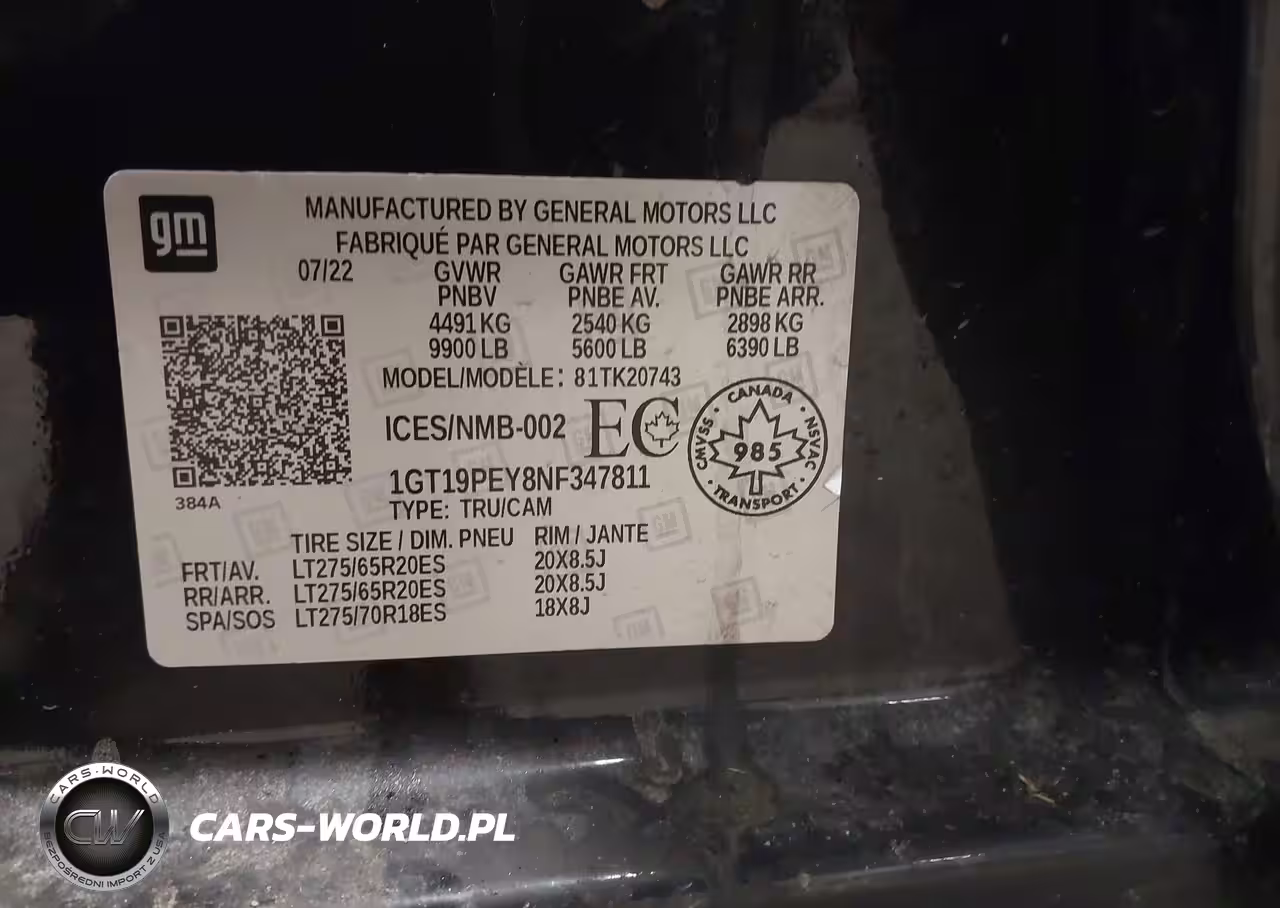 gm
MANUFACTURED BY GENERAL MOTORS LLC
FABRIQUÉ PAR GENERAL MOTORS LLC
07/22 GVWR GAWR FRT GAWR RR
PNBV PNBE AV. PNBE ARR.
4491 KG 2540 KG 2898 KG
9900 LB 5600 LB 6390 LB
MODEL/MODÈLE: 81TK20743
ICES/NMB-002 EC
CANADA
CMVSS 985 NSVAC
TRANSPORT
1GT19PEY8NF347811
384A
TYPE: TRU/CAM
TIRE SIZE / DIM. PNEU RIM / JANTE
FRT/AV. LT275/65R20ES 20X8.5J
RR/ARR. LT275/65R20ES 20X8.5J
SPA/SOS LT275/70R18ES 18X8J
CARS-WORLD
CW
BEZPOŚREDNI IMPORT Z USA
CARS-WORLD.PL